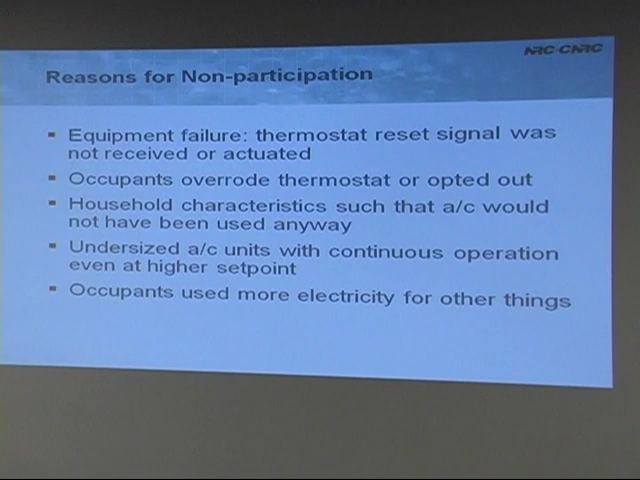 NRC·CNRC
Reasons for Non-participation
Equipment failure: thermostat reset signal was
not received or actuated
Occupants overrode thermostat or opted out
Household characteristics such that a/c would
not have been used anyway
Undersized a/c units with continuous operation
even at higher setpoint
Occupants used more electricity for other things